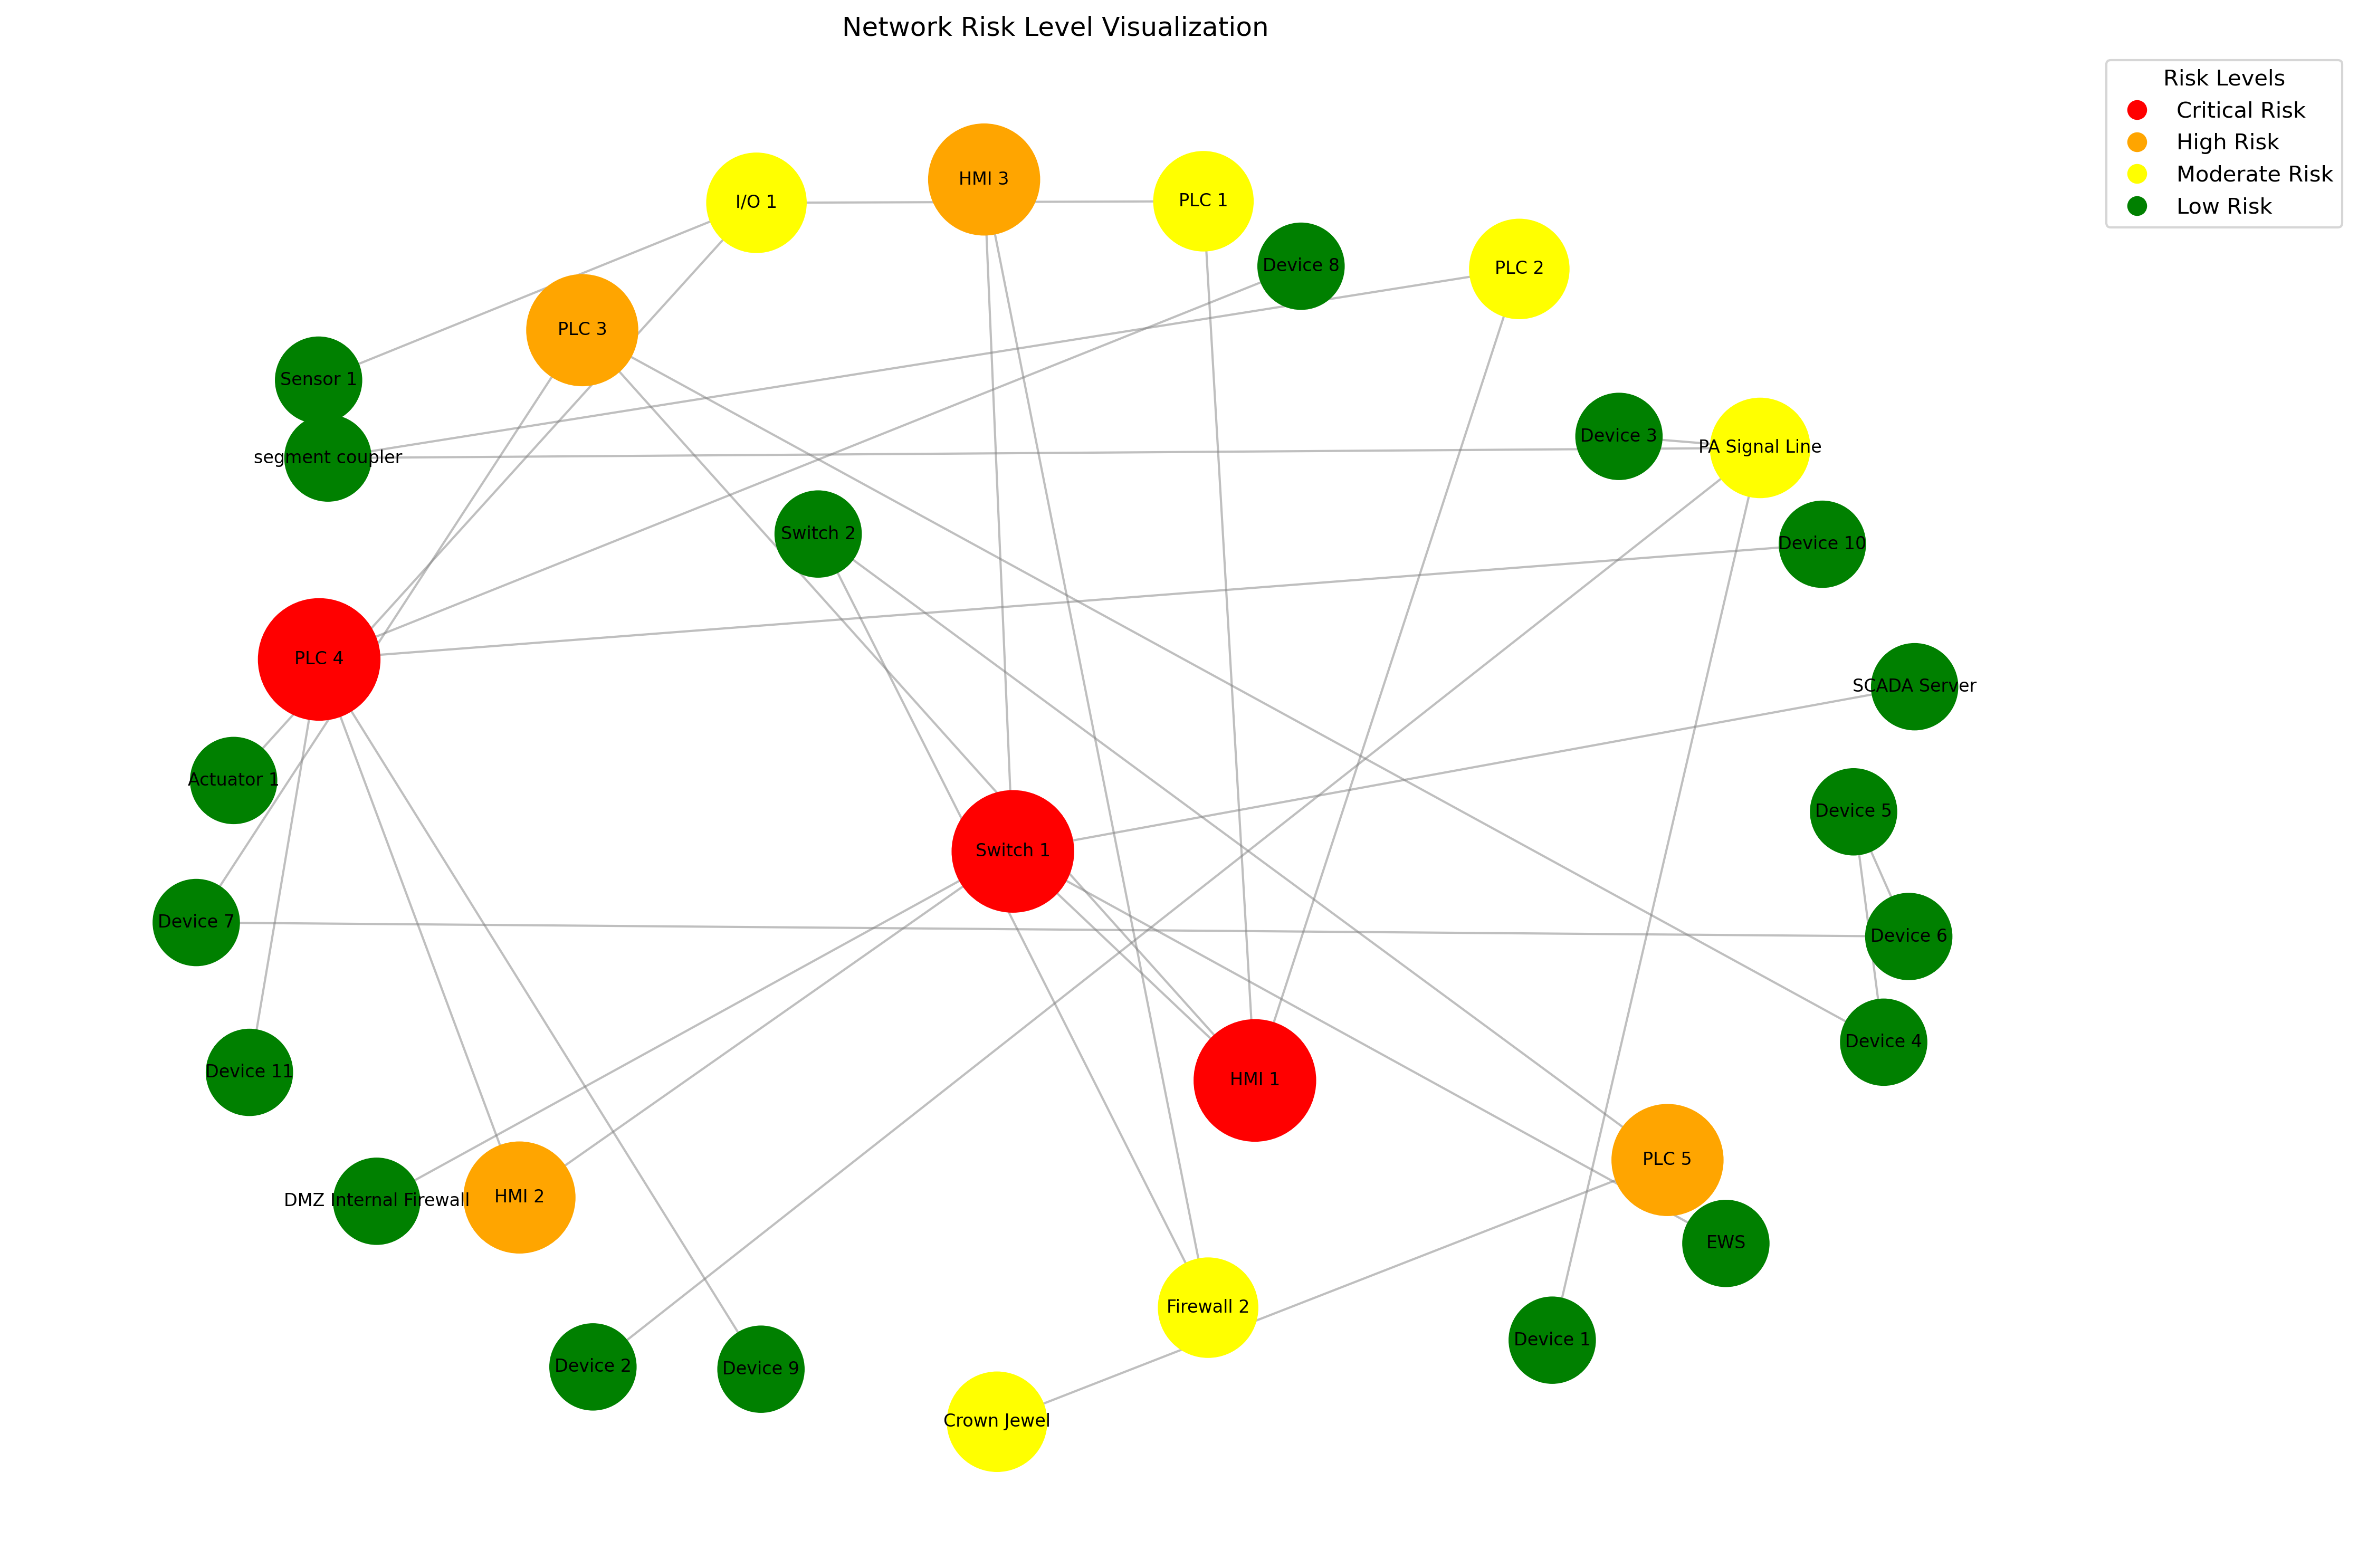 Network Risk Level Visualization
Risk Levels
Critical Risk
High Risk
Moderate Risk
Low Risk
HMI 3
I/O 1
PLC 1
Device 8
PLC 2
PLC 3
Sensor 1
Device 3
PA Signal Line
segment coupler
Switch 2
Device 10
PLC 4
SCADA Server
Actuator 1
Device 5
Switch 1
Device 7
Device 6
Device 4
Device 11
HMI 1
PLC 5
DMZ Internal Firewall
HMI 2
EWS
Firewall 2
Device 1
Device 2
Device 9
Crown Jewel